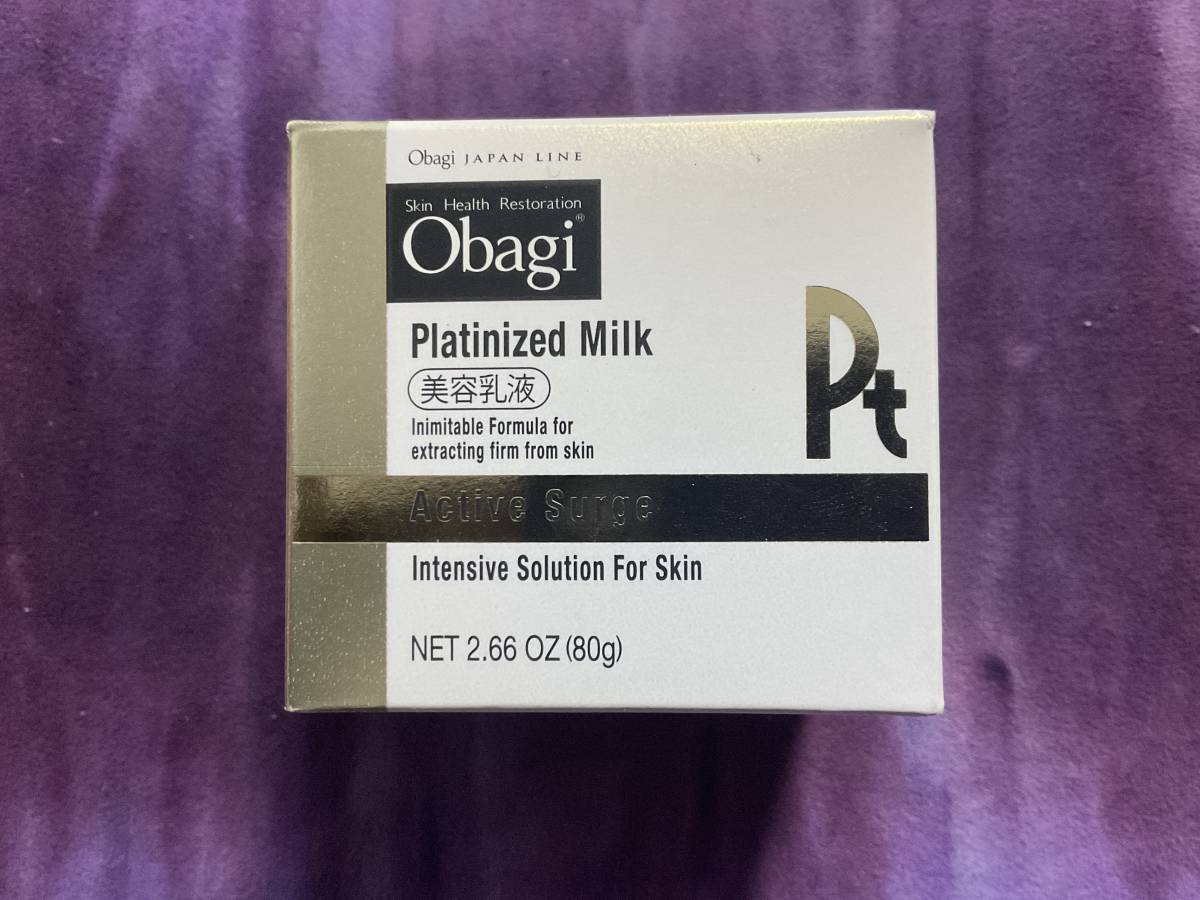 Obagi JAPAN LINE
Skin Health Restoration
Obagi®
Platinized Milk
美容乳液
Inimitable Formula for
extracting firm from skin
Pt
Active Surge
Intensive Solution For Skin
NET 2.66 OZ (80g)